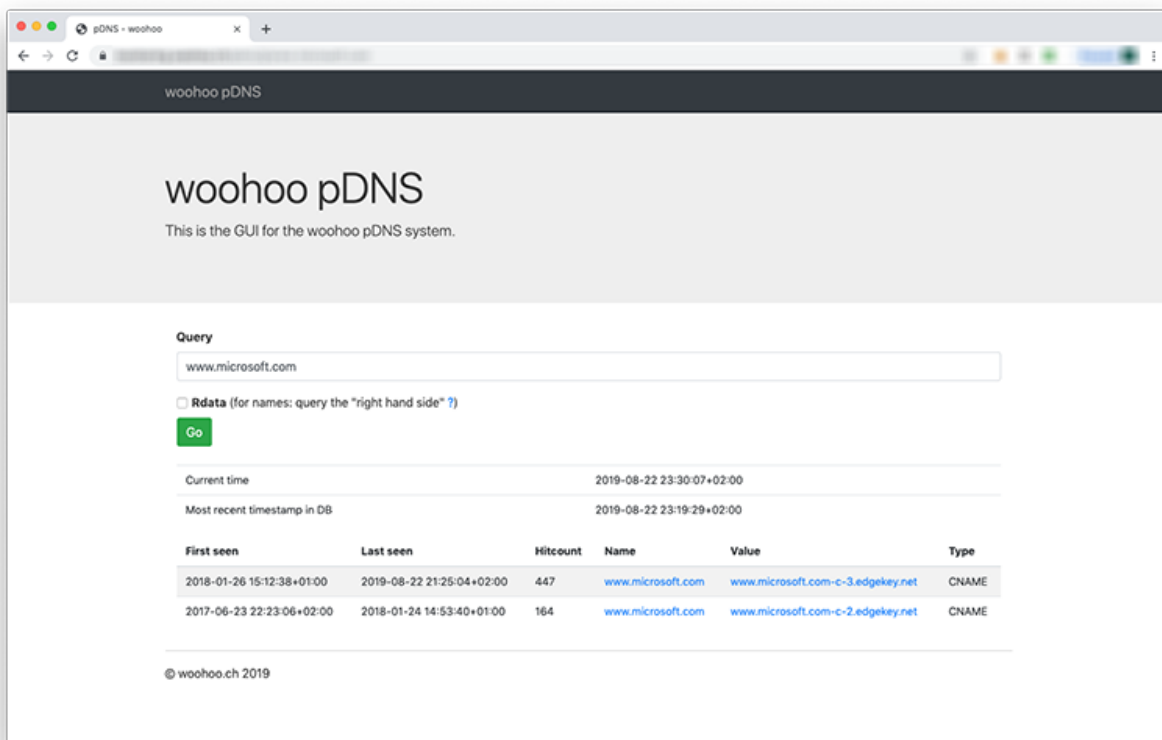 pDNS - woohoo
woohoo pDNS
woohoo pDNS
This is the GUI for the woohoo pDNS system.
Query
www.microsoft.com
Rdata (for names: query the "right hand side" ?)
Go
Current time 2019-08-22 23:30:07+02:00
Most recent timestamp in DB 2019-08-22 23:19:29+02:00
First seen Last seen Hitcount Name Value Type
2018-01-26 15:12:38+01:00 2019-08-22 21:25:04+02:00 447 www.microsoft.com www.microsoft.com-c-3.edgekey.net CNAME
2017-06-23 22:23:06+02:00 2018-01-24 14:53:40+01:00 164 www.microsoft.com www.microsoft.com-c-2.edgekey.net CNAME
© woohoo.ch 2019